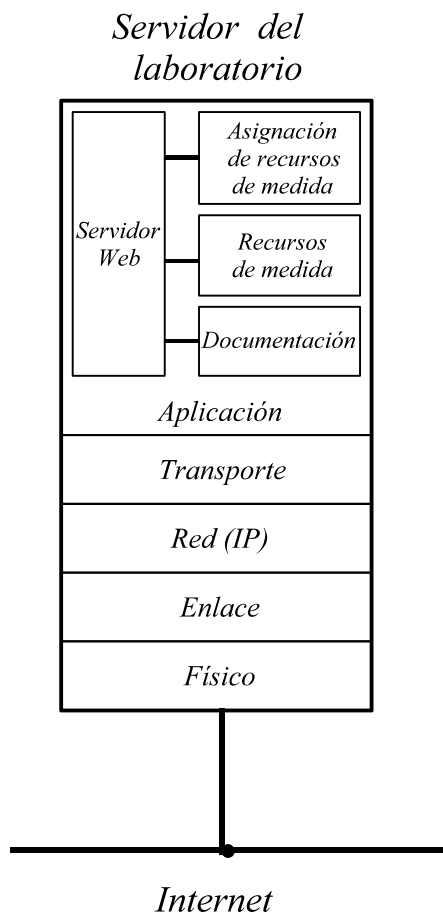 Servidor del
laboratorio
Asignación
de recursos
de medida
Servidor
Web
Recursos
de medida
Documentación
Aplicación
Transporte
Red (IP)
Enlace
Físico
Internet